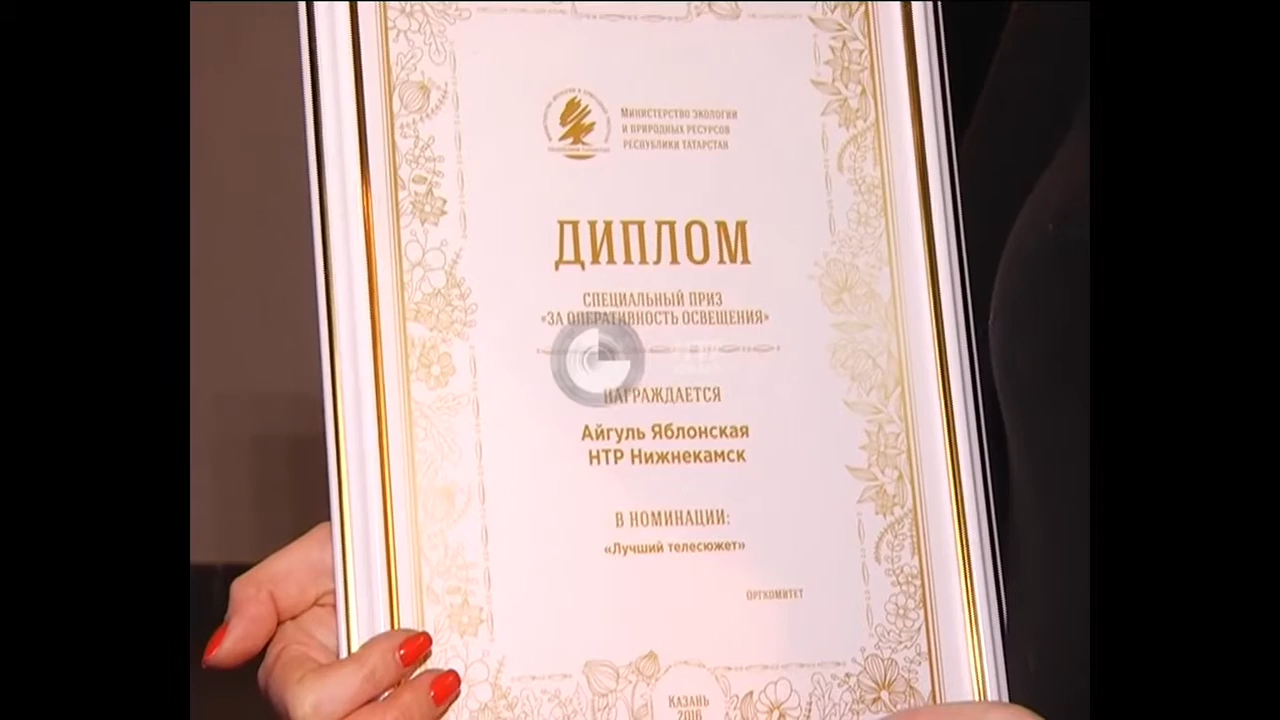 Министерство экологии
и природных ресурсов
Республики Татарстан
ДИПЛОМ
СПЕЦИАЛЬНЫЙ ПРИЗ
«ЗА ОПЕРАТИВНОСТЬ ОСВЕЩЕНИЯ»
НАГРАЖДАЕТСЯ
Айгуль Яблонская
НТР Нижнекамск
В НОМИНАЦИИ:
«Лучший телесюжет»
ОРГКОМИТЕТ
КАЗАНЬ
2016